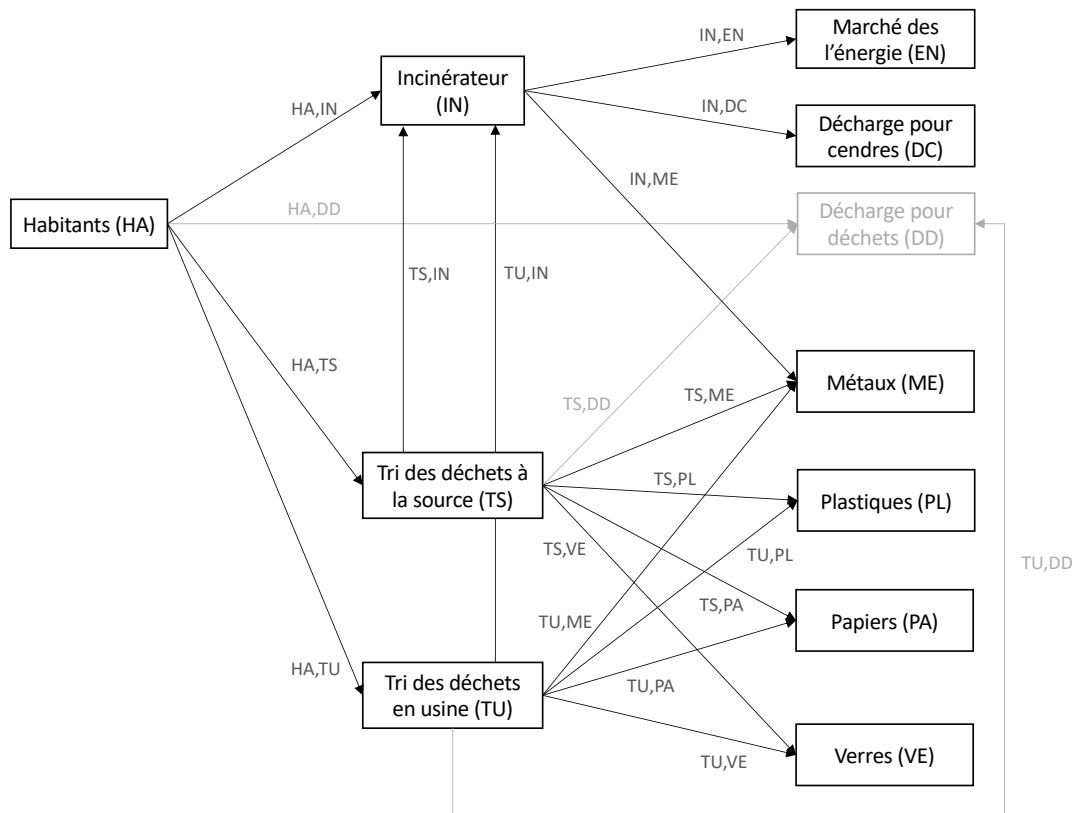 Marché des
l’énergie (EN)
IN,EN
Incinérateur
(IN)
HA,IN
IN,DC
Décharge pour
cendres (DC)
IN,ME
Habitants (HA)
HA,DD
Décharge pour
déchets (DD)
TS,IN
TU,IN
HA,TS
TS,DD
TS,ME
Métaux (ME)
Tri des déchets à
la source (TS)
TS,PL
Plastiques (PL)
TS,VE
TU,PL
TU,DD
TS,PA
TU,ME
Papiers (PA)
HA,TU
Tri des déchets
en usine (TU)
TU,PA
TU,VE
Verres (VE)